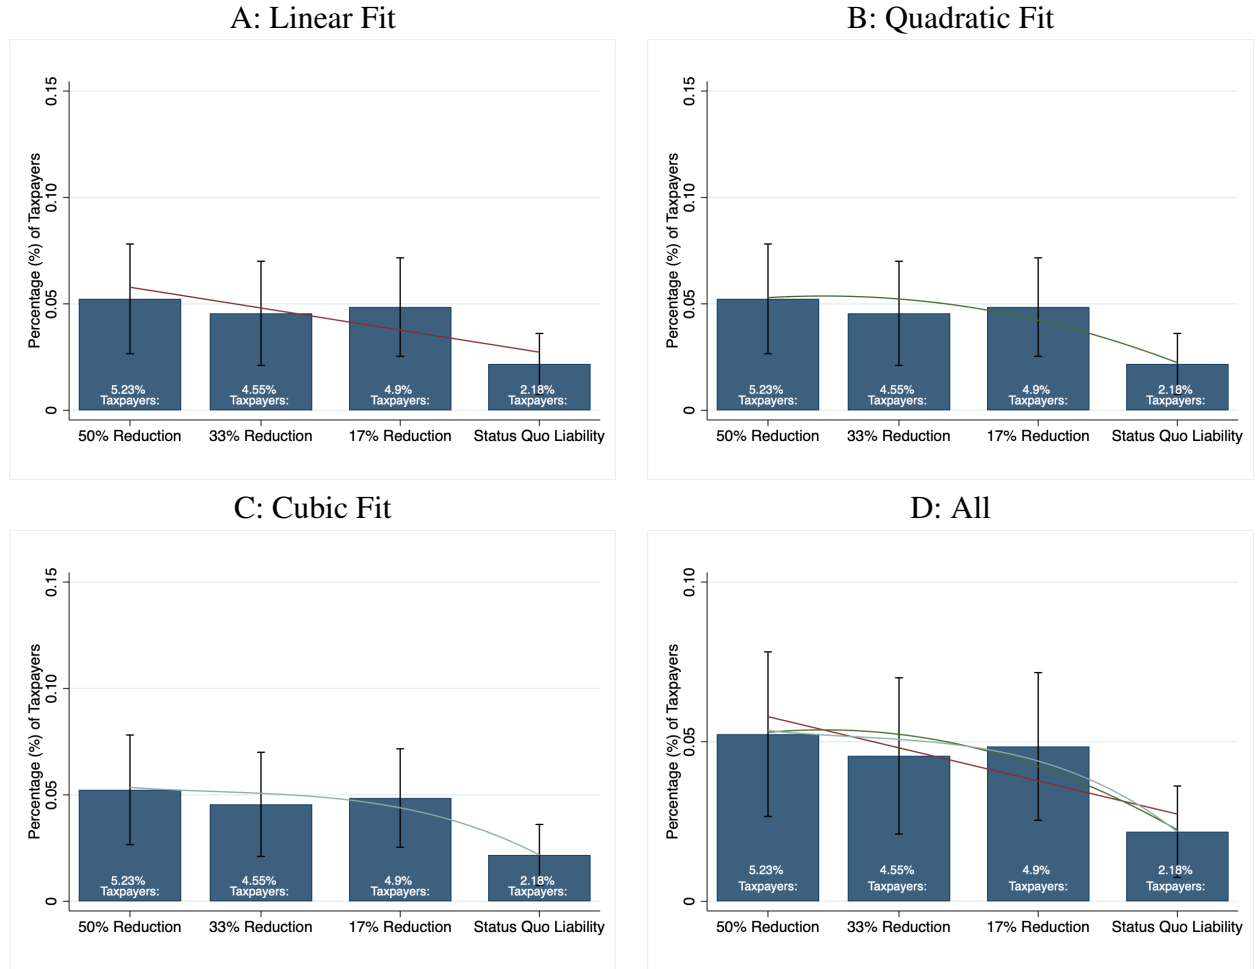 A: Linear Fit
Percentage (%) of Taxpayers
0.15
0.10
0.05
0
5.23%
Taxpayers:
4.55%
Taxpayers:
4.9%
Taxpayers:
2.18%
Taxpayers:
50% Reduction
33% Reduction
17% Reduction
Status Quo Liability
B: Quadratic Fit
Percentage (%) of Taxpayers
0.15
0.10
0.05
0
5.23%
Taxpayers:
4.55%
Taxpayers:
4.9%
Taxpayers:
2.18%
Taxpayers:
50% Reduction
33% Reduction
17% Reduction
Status Quo Liability
C: Cubic Fit
Percentage (%) of Taxpayers
0.15
0.10
0.05
0
5.23%
Taxpayers:
4.55%
Taxpayers:
4.9%
Taxpayers:
2.18%
Taxpayers:
50% Reduction
33% Reduction
17% Reduction
Status Quo Liability
D: All
Percentage (%) of Taxpayers
0.10
0.05
0
5.23%
Taxpayers:
4.55%
Taxpayers:
4.9%
Taxpayers:
2.18%
Taxpayers:
50% Reduction
33% Reduction
17% Reduction
Status Quo Liability